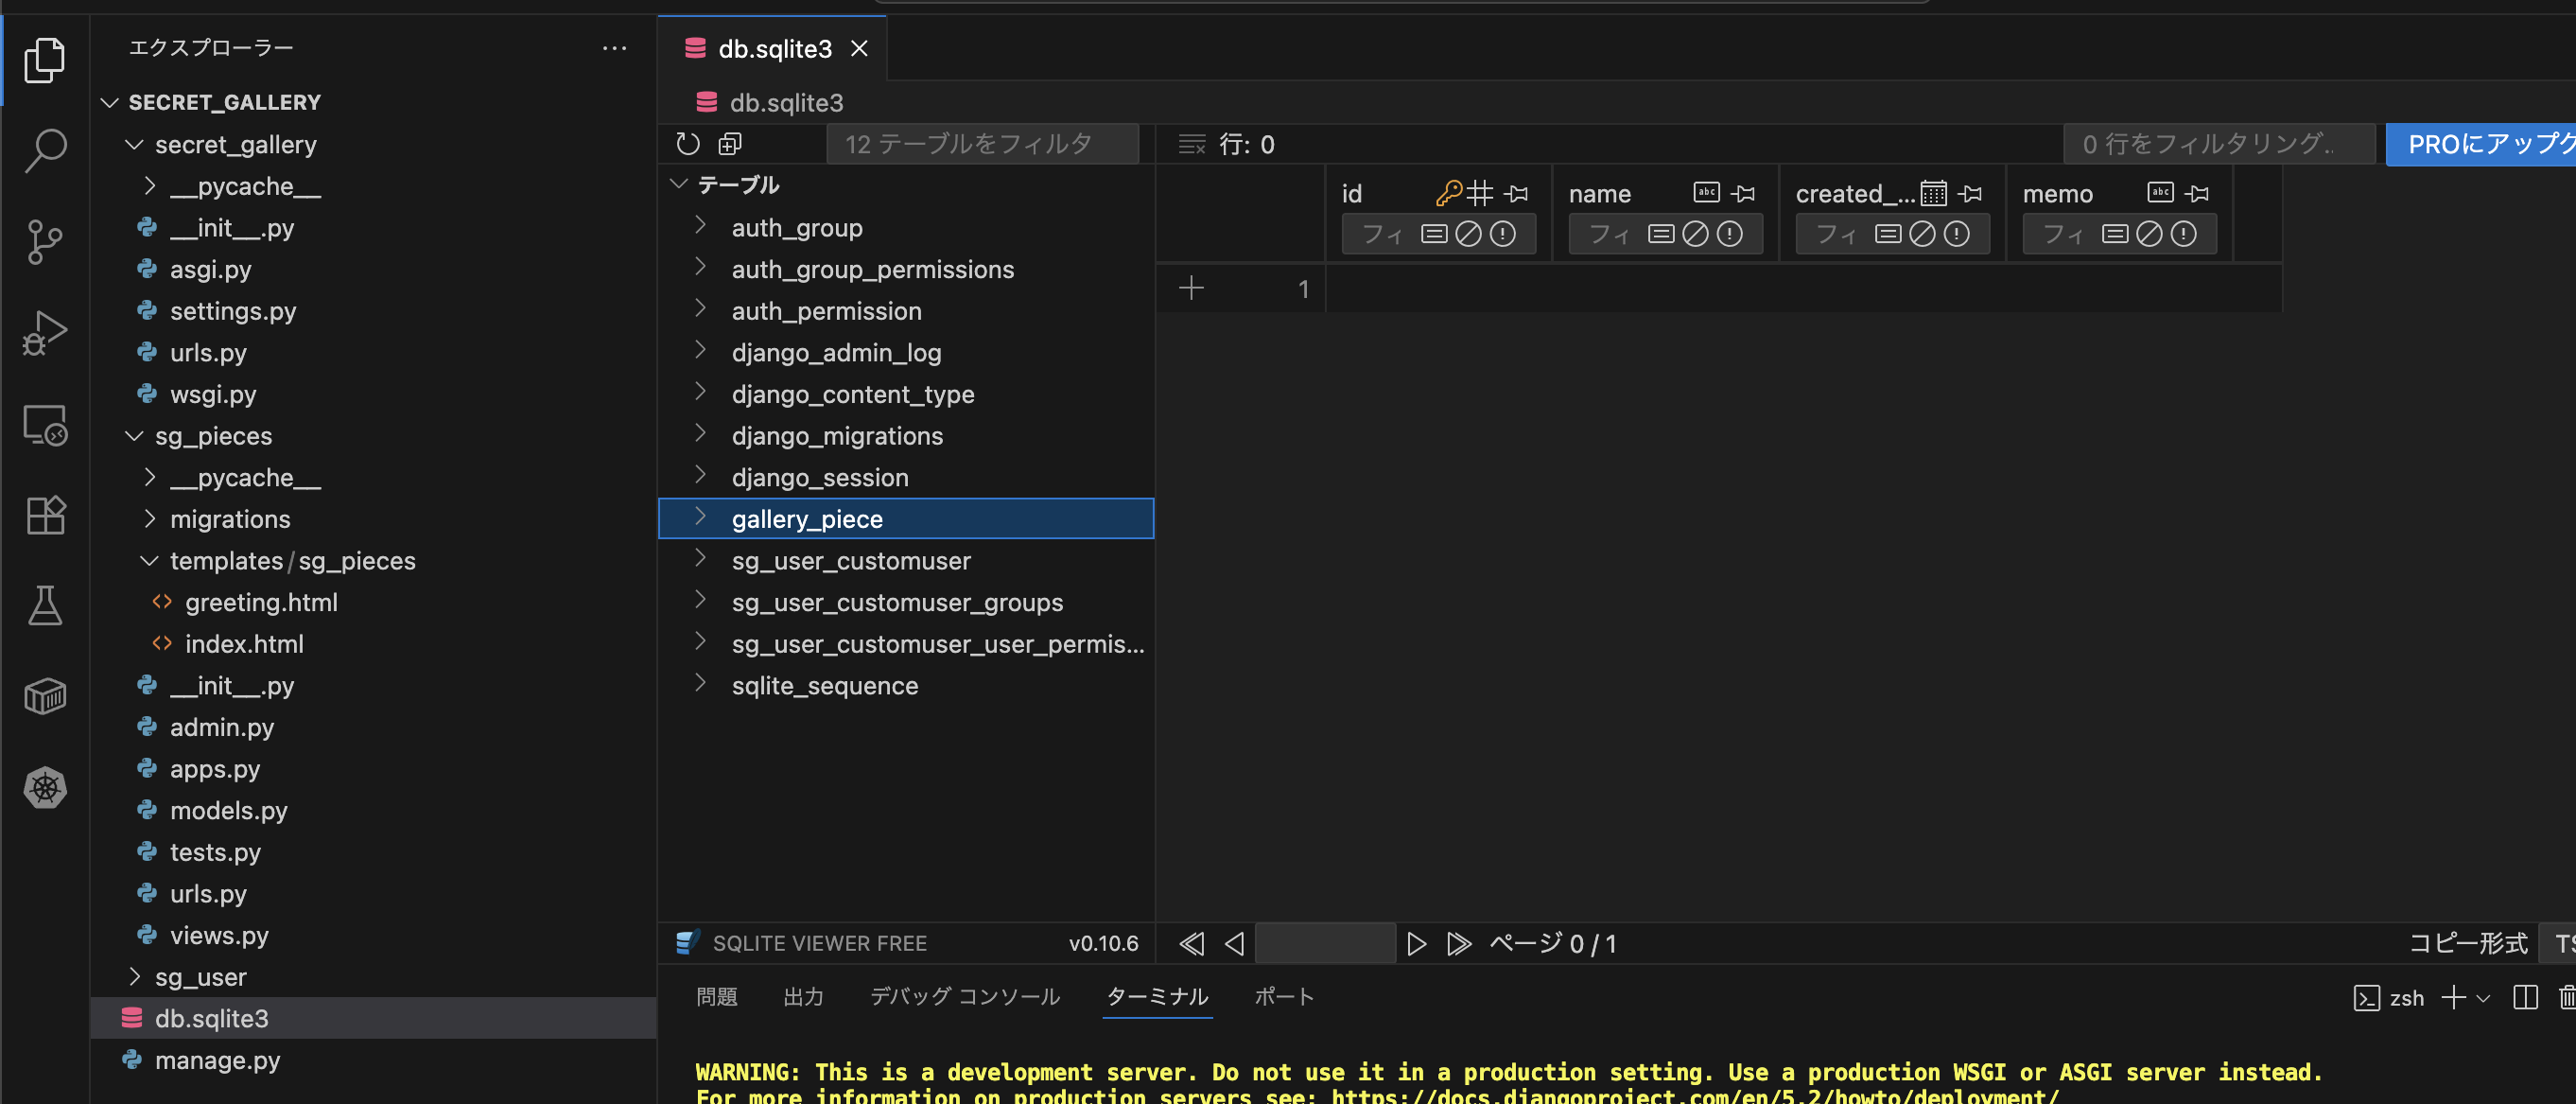 エクスプローラー
SECRET_GALLERY
secret_gallery
__pycache__
__init__.py
asgi.py
settings.py
urls.py
wsgi.py
sg_pieces
__pycache__
migrations
templates/sg_pieces
greeting.html
index.html
__init__.py
admin.py
apps.py
models.py
tests.py
urls.py
views.py
sg_user
db.sqlite3
manage.py
db.sqlite3
db.sqlite3
12 テーブルをフィルタ
テーブル
auth_group
auth_group_permissions
auth_permission
django_admin_log
django_content_type
django_migrations
django_session
gallery_piece
sg_user_customuser
sg_user_customuser_groups
sg_user_customuser_user_permis...
sqlite_sequence
SQLITE VIEWER FREE v0.10.6
行: 0
0 行をフィルタリング..
PROにアップグ
id name created_... memo
フィ フィ フィ フィ
1
ページ 0 / 1
コピー形式 TS
問題 出力 デバッグ コンソール ターミナル ポート
zsh
WARNING: This is a development server. Do not use it in a production setting. Use a production WSGI or ASGI server instead.
For more information on production servers see: https://docs.djangoproject.com/en/5.2/howto/deployment/